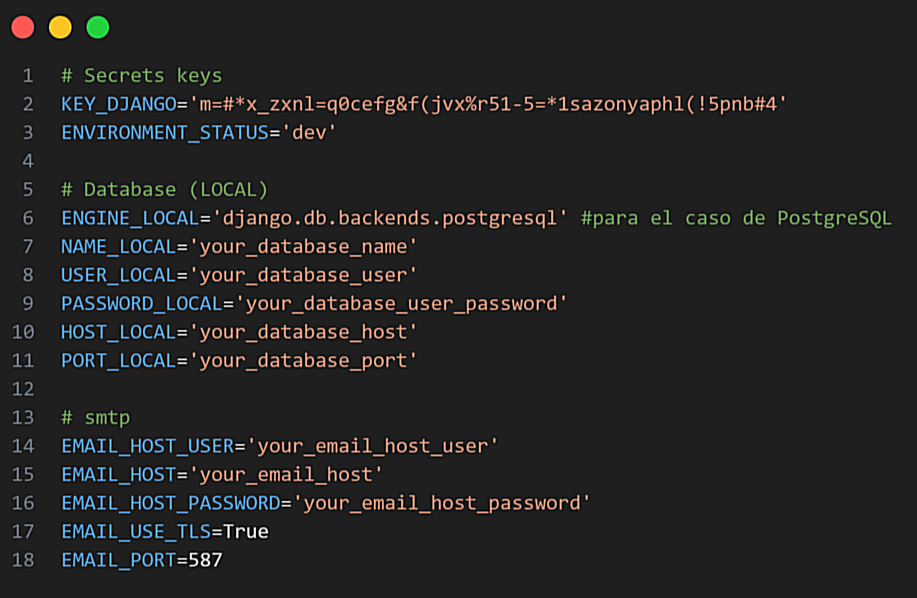 1 # Secrets keys
2 KEY_DJANGO='m=#*x_zxnl=q0cefg&f(jvx%r51-5=*1sazonyaphl(!5pnb#4'
3 ENVIRONMENT_STATUS='dev'
4
5 # Database (LOCAL)
6 ENGINE_LOCAL='django.db.backends.postgresql' #para el caso de PostgreSQL
7 NAME_LOCAL='your_database_name'
8 USER_LOCAL='your_database_user'
9 PASSWORD_LOCAL='your_database_user_password'
10 HOST_LOCAL='your_database_host'
11 PORT_LOCAL='your_database_port'
12
13 # smtp
14 EMAIL_HOST_USER='your_email_host_user'
15 EMAIL_HOST='your_email_host'
16 EMAIL_HOST_PASSWORD='your_email_host_password'
17 EMAIL_USE_TLS=True
18 EMAIL_PORT=587